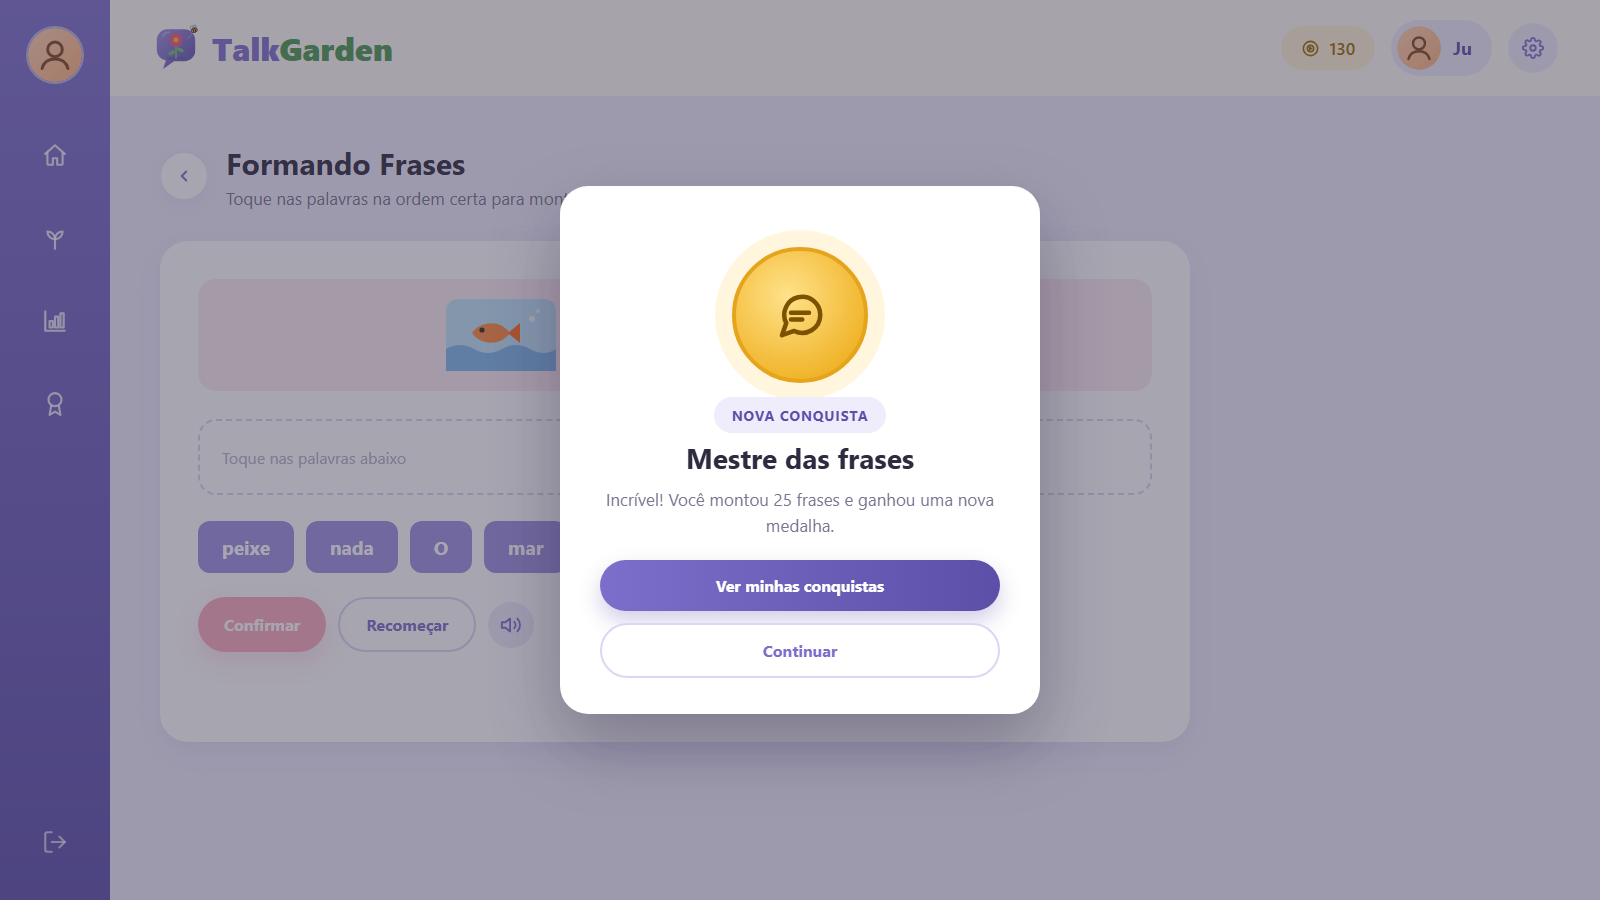 TalkGarden
130
Ju
Formando Frases
Toque nas palavras na ordem certa para
NOVA CONQUISTA
Mestre das frases
Incrível! Você montou 25 frases e ganhou uma nova
medalha.
Ver minhas conquistas
Continuar
Toque nas palavras abaixo
peixe
nada
O
mar
Confirmar
Recomeçar